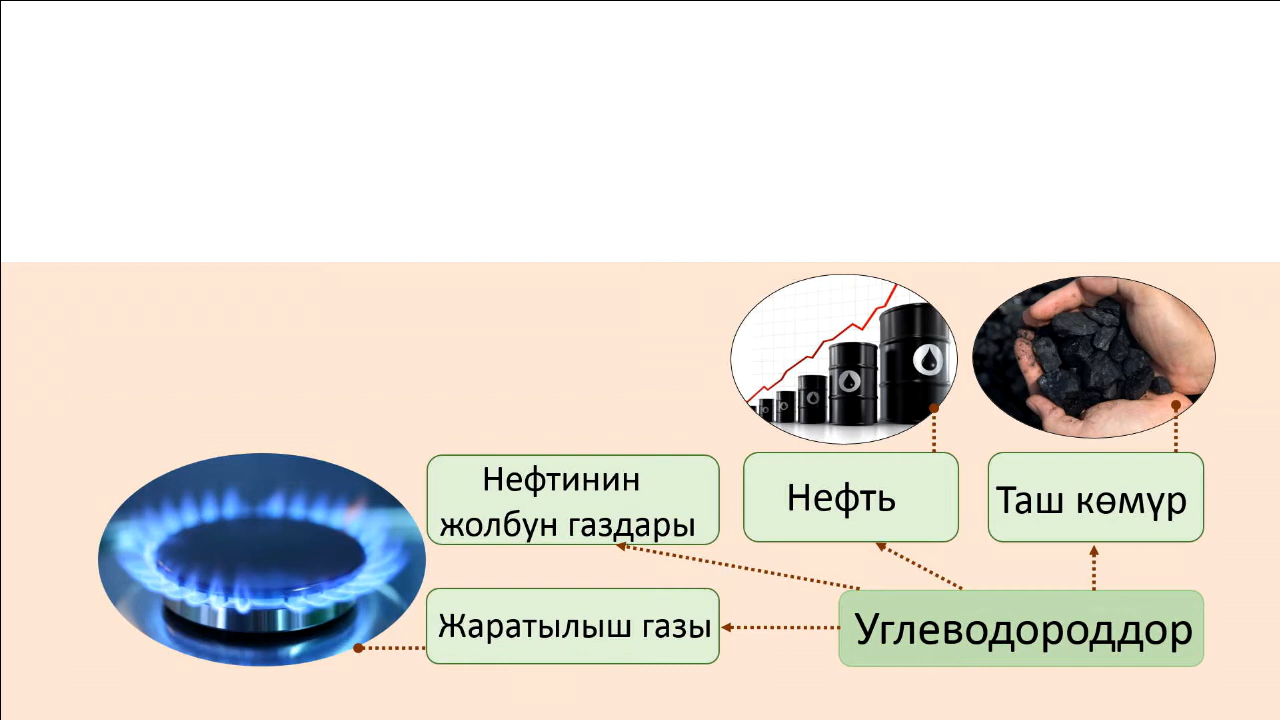 Нефтинин
жолбун газдары
Нефть
Таш көмүр
Жаратылыш газы
Углеводороддор